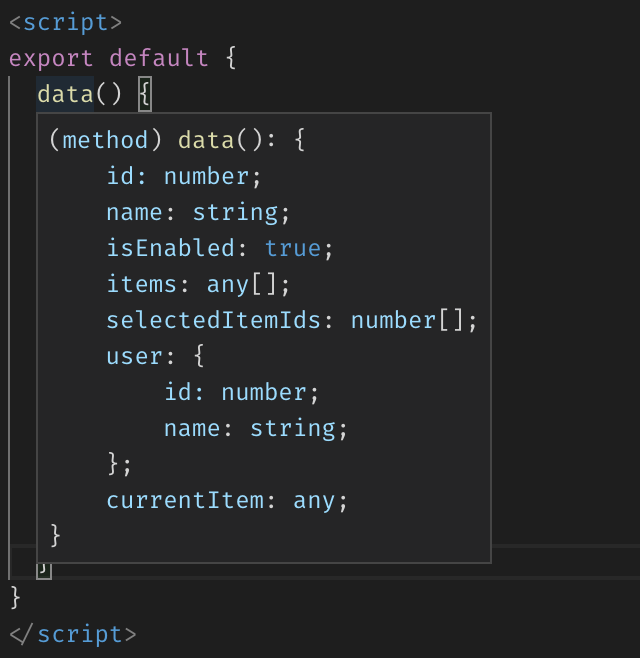 <script>
export default {
  data() {
(method) data(): {
    id: number;
    name: string;
    isEnabled: true;
    items: any[];
    selectedItemIds: number[];
    user: {
        id: number;
        name: string;
    };
    currentItem: any;
}
  }
}
</script>